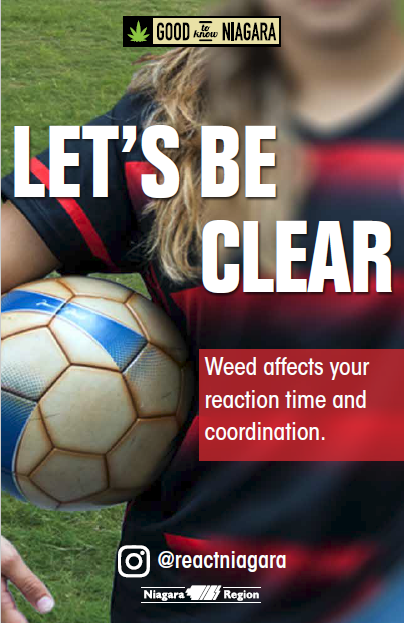 GOOD to know NIAGARA
LET'S BE
CLEAR
Weed affects your
reaction time and
coordination.
@reactniagara
Niagara Region